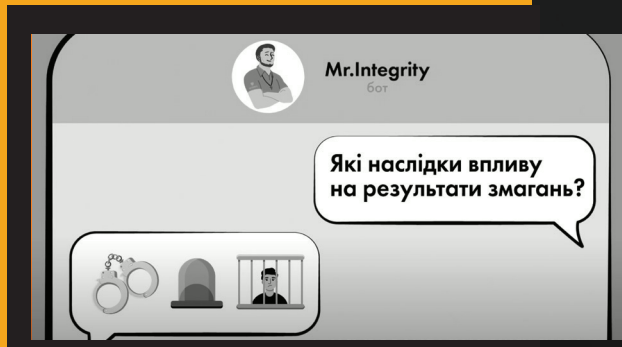 Mr.Integrity
бот
Які наслідки впливу
на результати змагань?